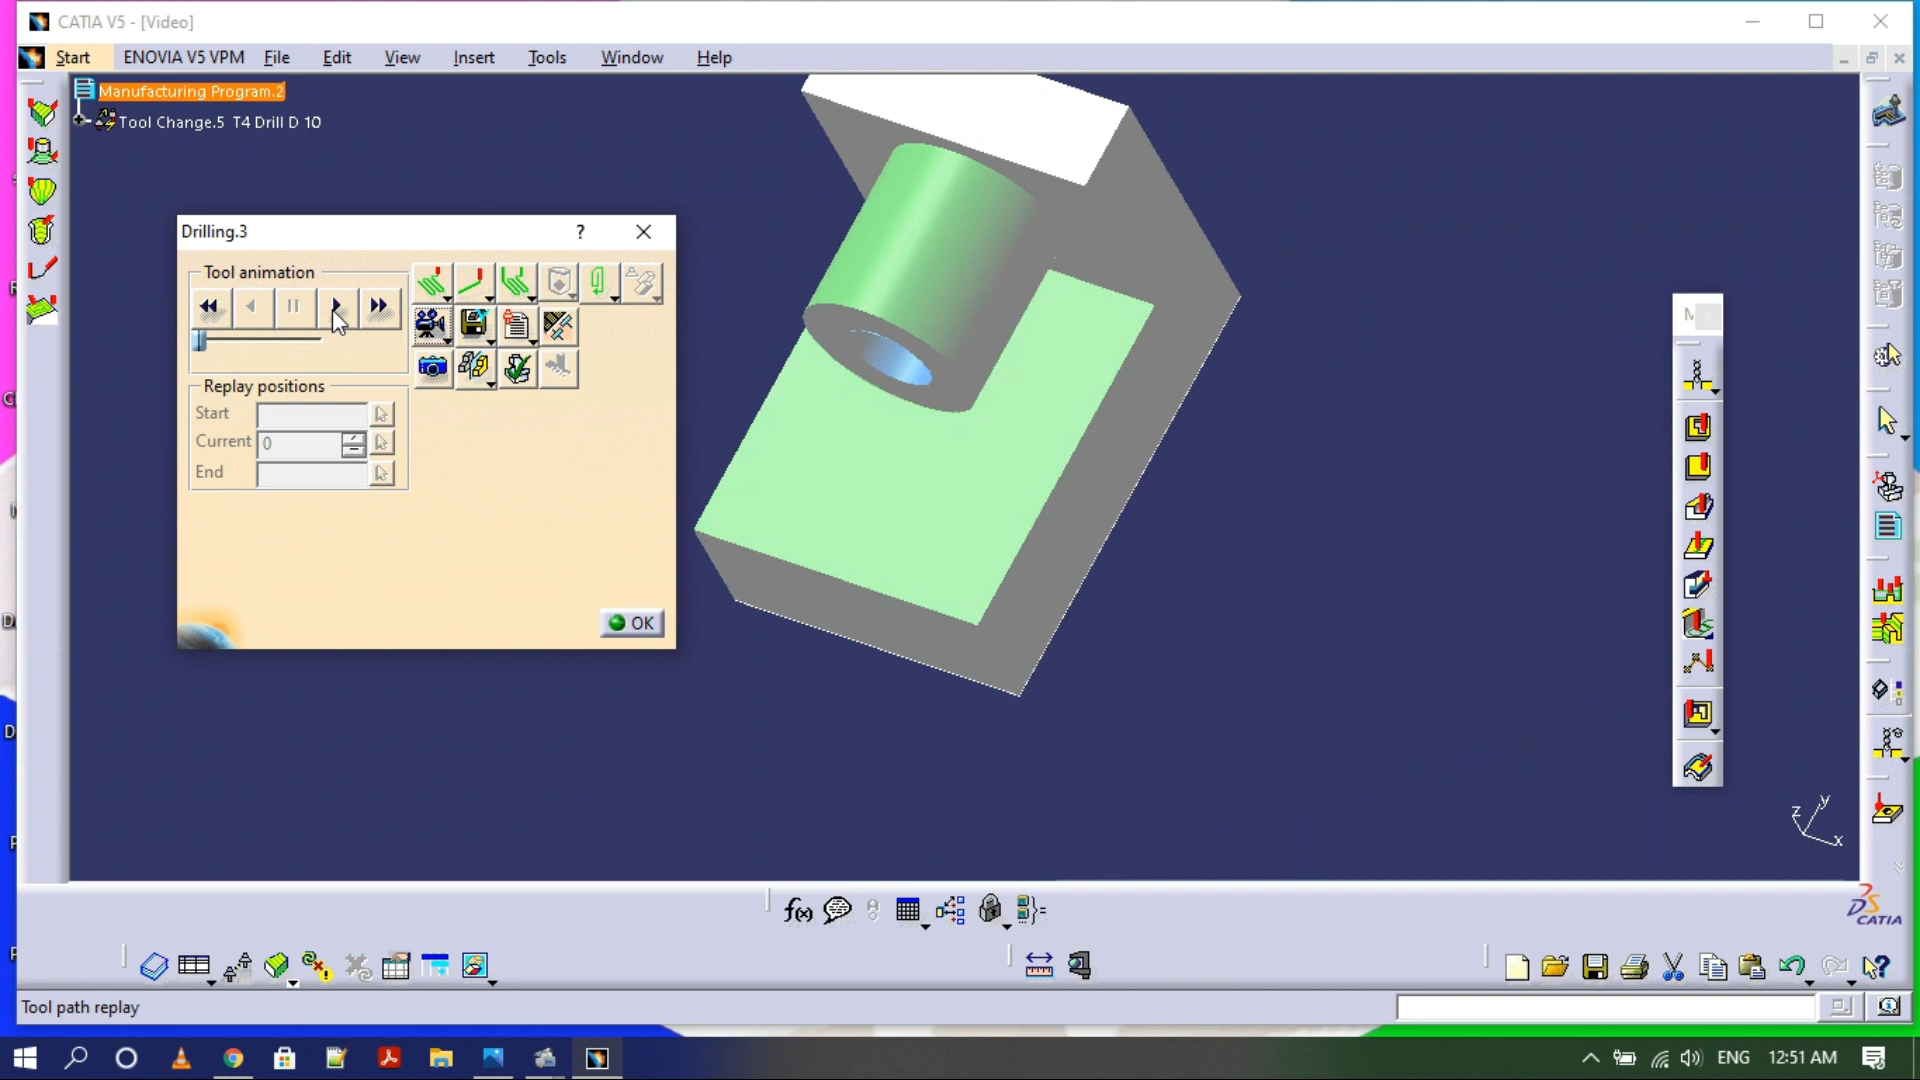 CATIA V5 - [Video]
Start ENOVIA V5 VPM File Edit View Insert Tools Window Help
Manufacturing Program.2
Tool Change.5 T4 Drill D 10
Drilling.3 ?
Tool animation
Replay positions
Start
Current 0
End
OK
z y x
f(x)
DS CATIA
Tool path replay
ENG 12:51 AM